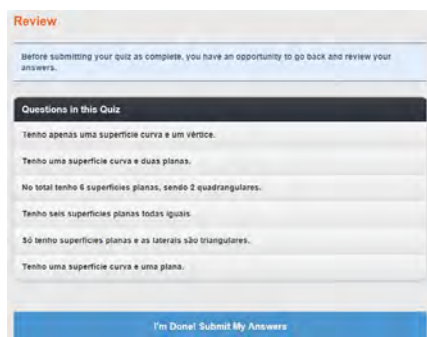 Review
Before submitting your quiz as complete, you have an opportunity to go back and review your
answers.
Questions in this Quiz
Tenho apenas uma superfície curva e um vértice.
Tenho uma superfície curva e duas planas.
No total tenho 6 superfícies planas, sendo 2 quadrangulares.
Tenho seis superfícies planas todas iguais.
Só tenho superfícies planas e as laterais são triangulares.
Tenho uma superfície curva e uma plana.
I'm Done! Submit My Answers